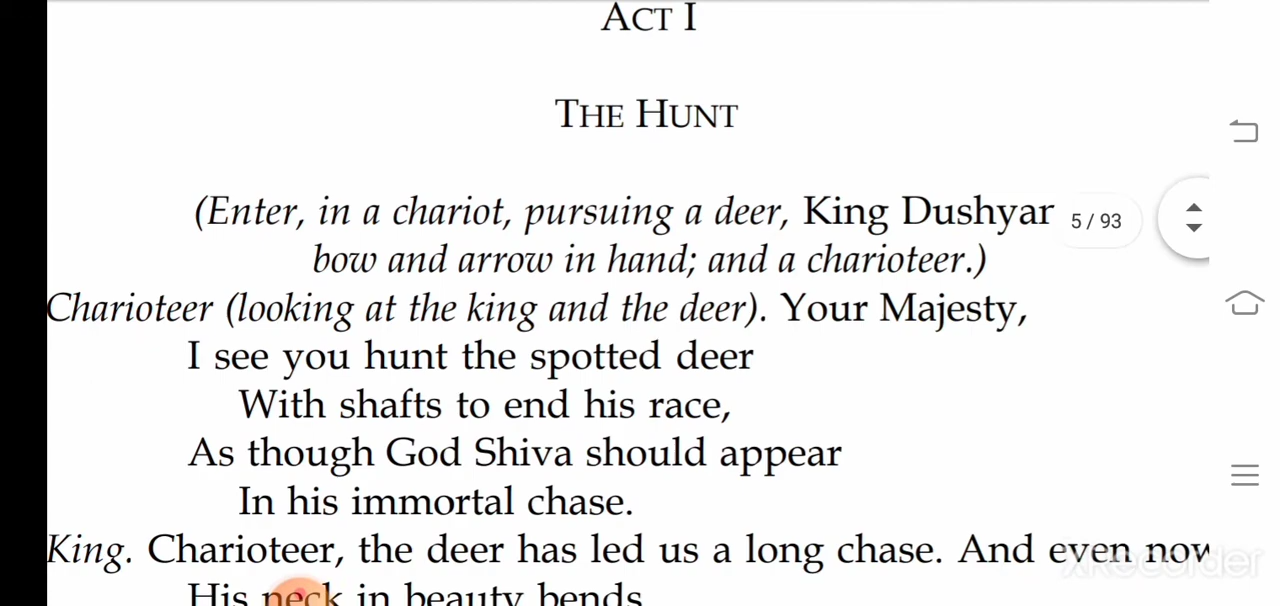 ACT I
THE HUNT
(Enter, in a chariot, pursuing a deer, King Dushyan
bow and arrow in hand; and a charioteer.)
5 / 93
Charioteer (looking at the king and the deer). Your Majesty,
I see you hunt the spotted deer
With shafts to end his race,
As though God Shiva should appear
In his immortal chase.
King. Charioteer, the deer has led us a long chase. And even now
His neck in beauty bends
XRecorder